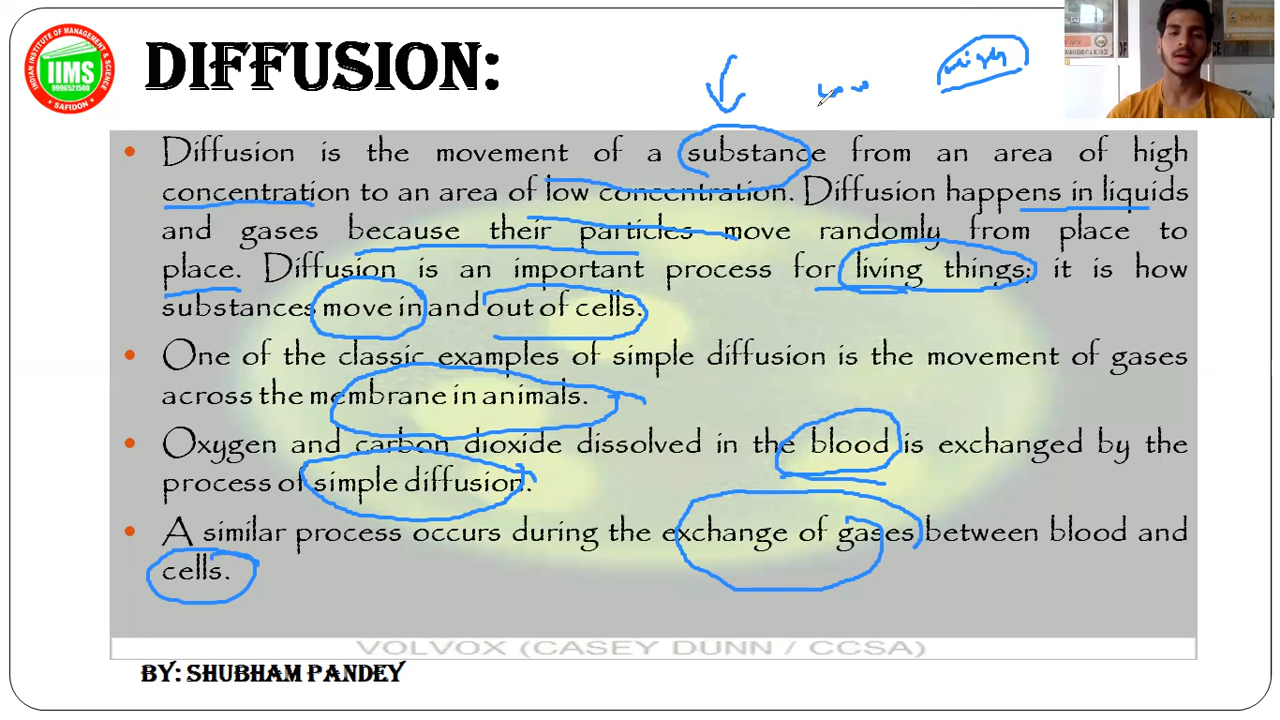 INDIAN INSTITUTE OF MANAGEMENT & SCIENCE
IIMS
9996521500
SAFIDON
DIFFUSION:
low
high
• Diffusion is the movement of a substance from an area of high
concentration to an area of low concentration. Diffusion happens in liquids
and gases because their particles move randomly from place to
place. Diffusion is an important process for living things; it is how
substances move in and out of cells.
• One of the classic examples of simple diffusion is the movement of gases
across the membrane in animals.
• Oxygen and carbon dioxide dissolved in the blood is exchanged by the
process of simple diffusion.
• A similar process occurs during the exchange of gases between blood and
cells.
VOLVOX (CASEY DUNN / CCSA)
BY: SHUBHAM PANDEY